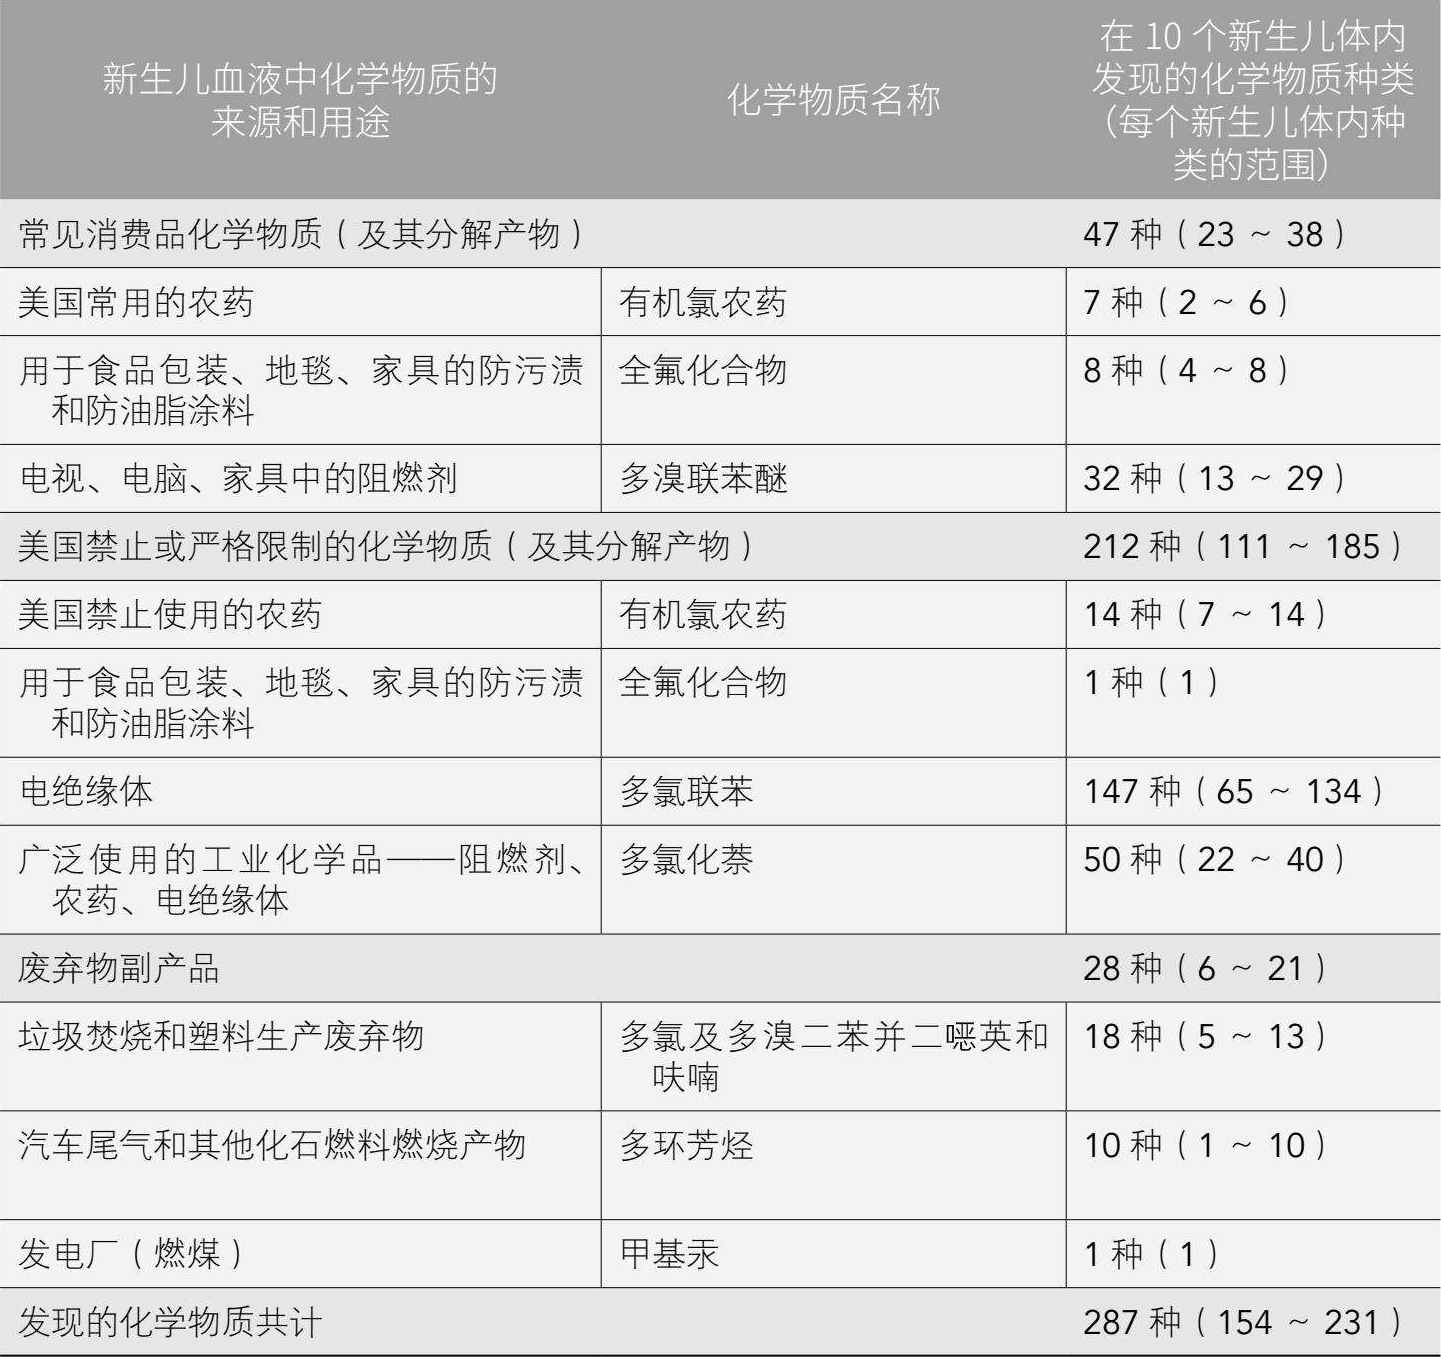 新生儿血液中化学物质的
来源和用途
化学物质名称
在 10 个新生儿体内
发现的化学物质种类
（每个新生儿体内种
类的范围）
常见消费品化学物质（及其分解产物）
47 种（23 ～ 38）
美国常用的农药
有机氯农药
7 种（2 ～ 6）
用于食品包装、地毯、家具的防污渍
和防油脂涂料
全氟化合物
8 种（4 ～ 8）
电视、电脑、家具中的阻燃剂
多溴联苯醚
32 种（13 ～ 29）
美国禁止或严格限制的化学物质（及其分解产物）
212 种（111 ～ 185）
美国禁止使用的农药
有机氯农药
14 种（7 ～ 14）
用于食品包装、地毯、家具的防污渍
和防油脂涂料
全氟化合物
1 种（1）
电绝缘体
多氯联苯
147 种（65 ～ 134）
广泛使用的工业化学品——阻燃剂、
农药、电绝缘体
多氯化萘
50 种（22 ～ 40）
废弃物副产品
28 种（6 ～ 21）
垃圾焚烧和塑料生产废弃物
多氯及多溴二苯并二噁英和
呋喃
18 种（5 ～ 13）
汽车尾气和其他化石燃料燃烧产物
多环芳烃
10 种（1 ～ 10）
发电厂（燃煤）
甲基汞
1 种（1）
发现的化学物质共计
287 种（154 ～ 231）